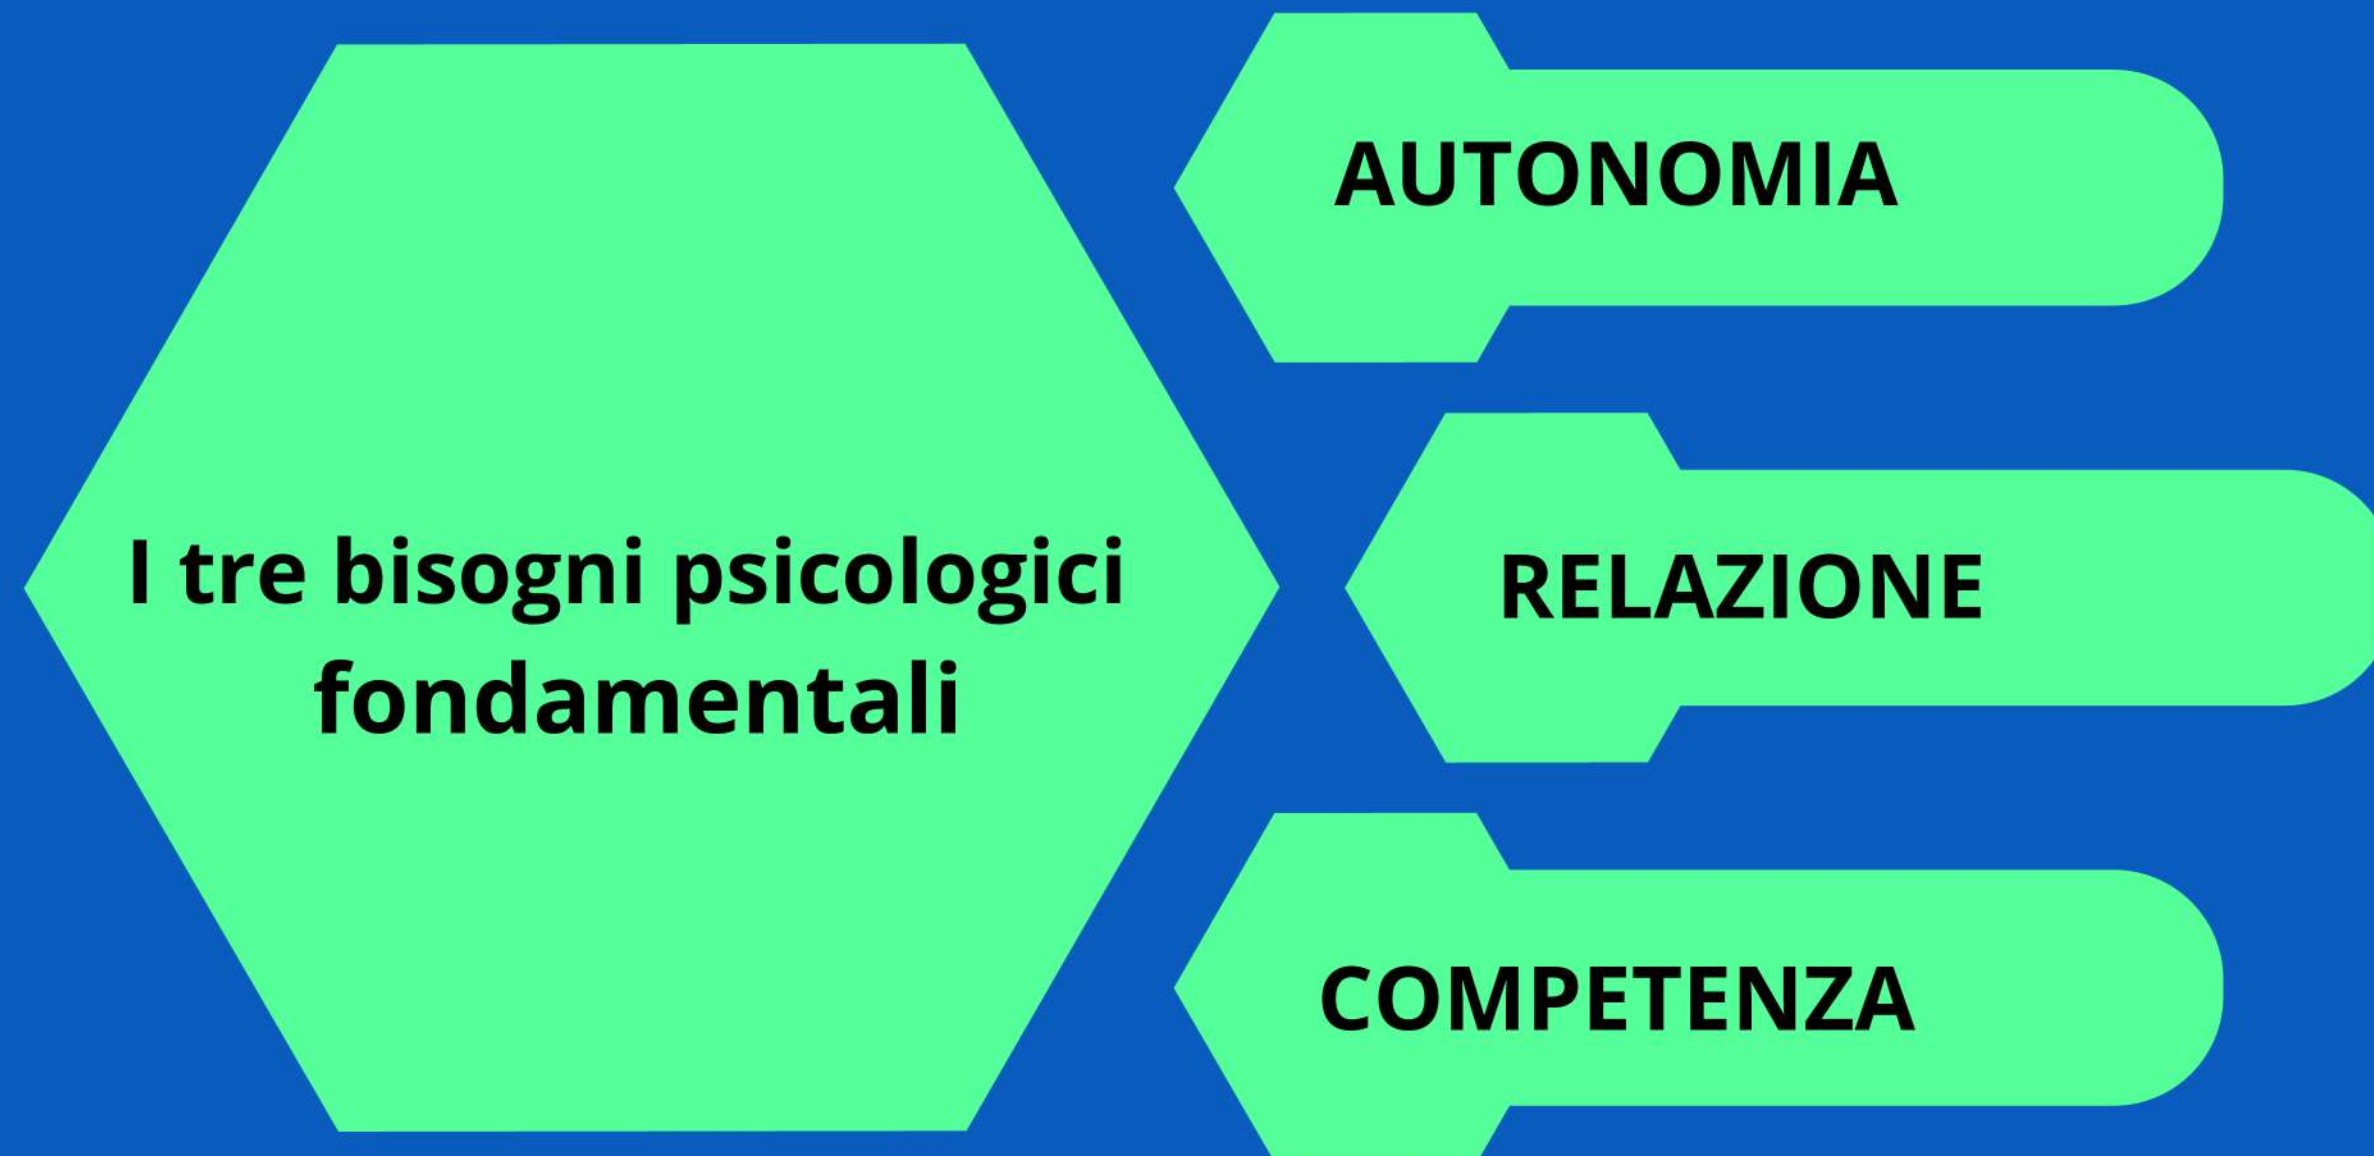 I tre bisogni psicologici
fondamentali
AUTONOMIA
RELAZIONE
COMPETENZA